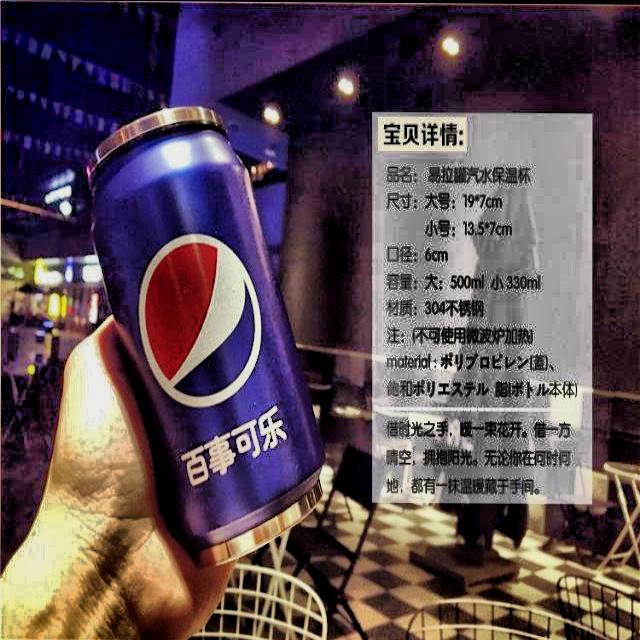 百事可乐
宝贝详情:
品名：易拉罐汽水保温杯
尺寸：大号：19*7cm
小号：13.5*7cm
口径：6cm
容量：大：500ml 小330ml
材质：304不锈钢
注：(不可使用微波炉加热)
material : ポリプロピレン(蓋)、
飽和ポリエステル 脂(ボトル本体)
借时光之手，暖一束花开。借一方
晴空，拥抱阳光。无论你在何时何
地，都有一抹温暖藏于手间。